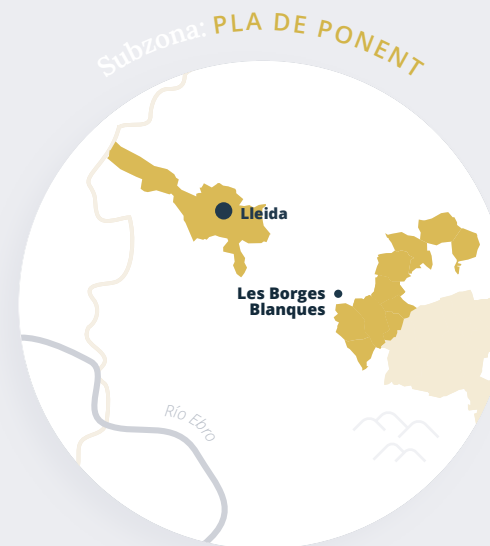 Subzona: PLA DE PONENT
Lleida
Les Borges
Blanques
Río Ebro